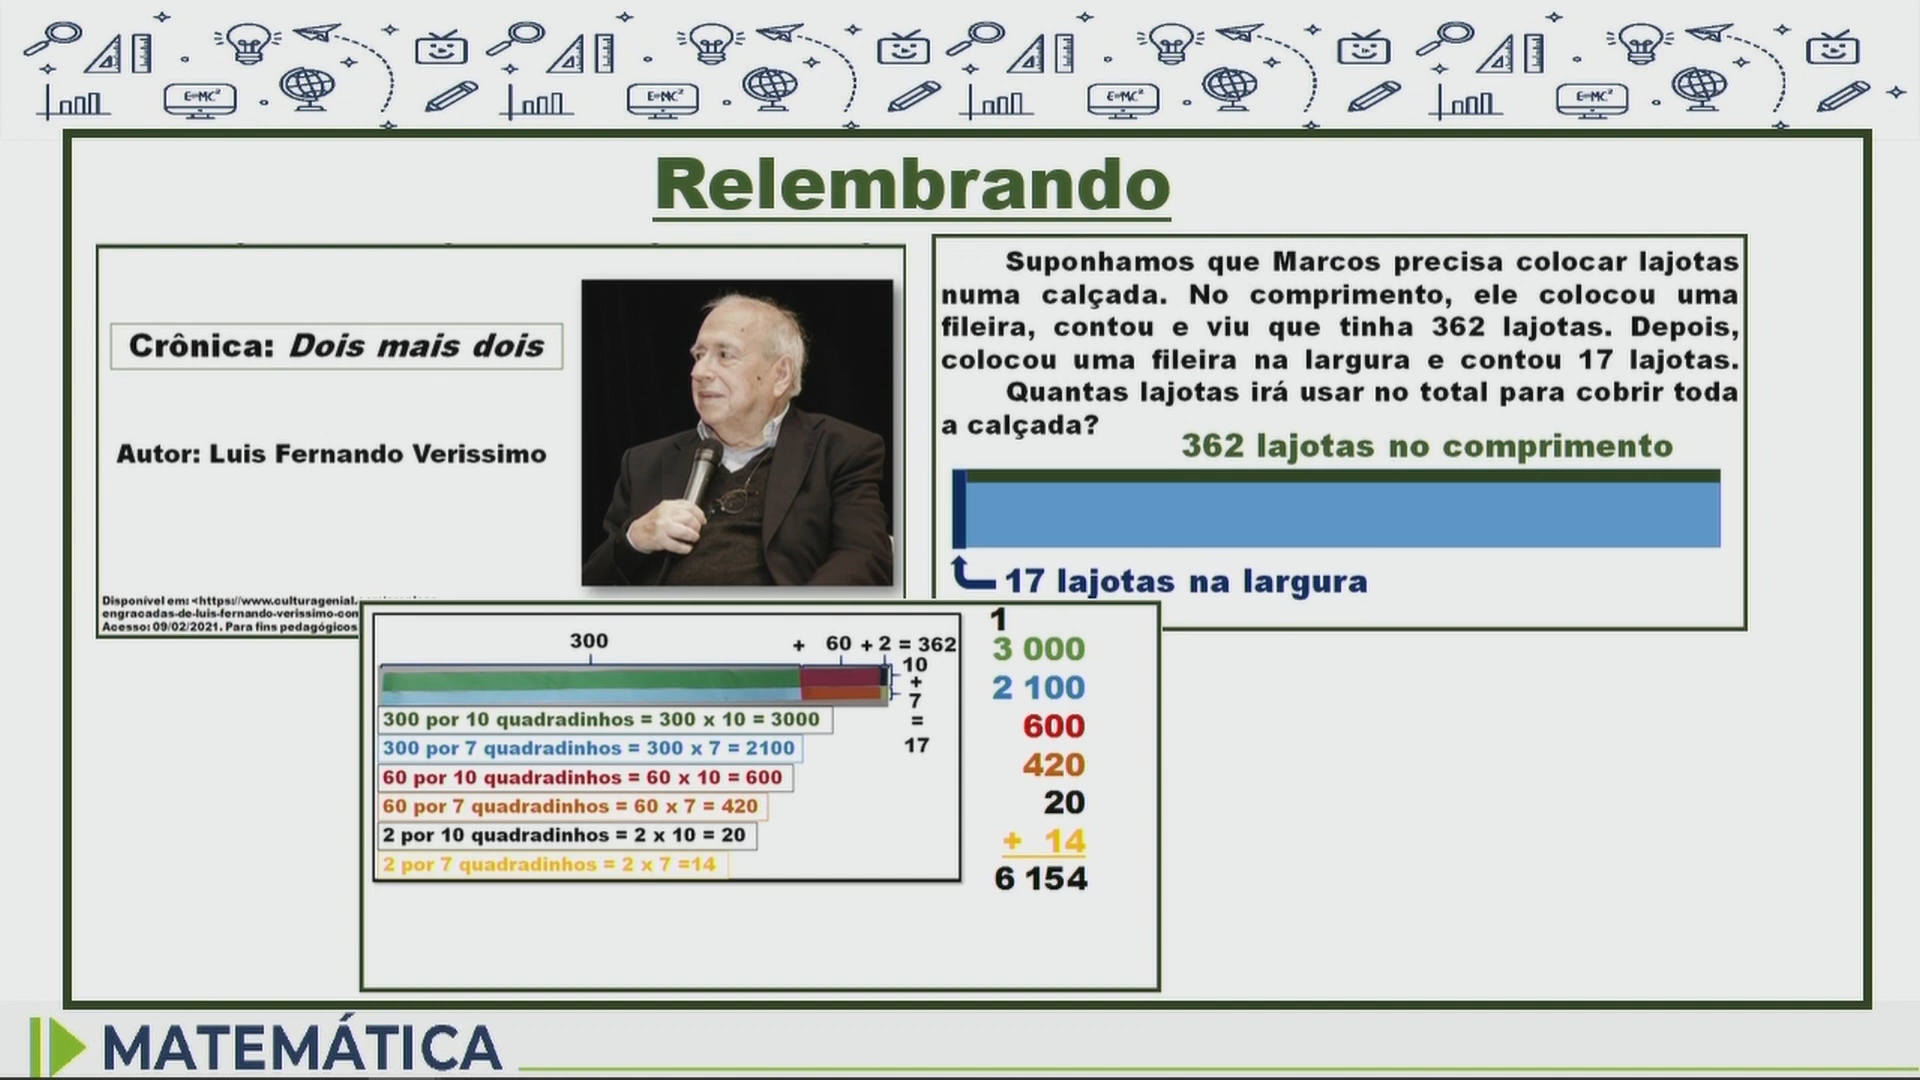 E=MC²
E=MC²
E=MC²
E=MC²
Relembrando
Crônica: Dois mais dois
Autor: Luis Fernando Verissimo
Disponível em: <https://www.culturagenial.
engracadas-de-luis-fernando-verissimo-con
Acesso: 09/02/2021. Para fins pedagógicos
Suponhamos que Marcos precisa colocar lajotas
numa calçada. No comprimento, ele colocou uma
fileira, contou e viu que tinha 362 lajotas. Depois,
colocou uma fileira na largura e contou 17 lajotas.
Quantas lajotas irá usar no total para cobrir toda
a calçada?
362 lajotas no comprimento
17 lajotas na largura
300 + 60 + 2 = 362
10
+
7
=
17
300 por 10 quadradinhos = 300 x 10 = 3000
300 por 7 quadradinhos = 300 x 7 = 2100
60 por 10 quadradinhos = 60 x 10 = 600
60 por 7 quadradinhos = 60 x 7 = 420
2 por 10 quadradinhos = 2 x 10 = 20
2 por 7 quadradinhos = 2 x 7 =14
1
3 000
2 100
600
420
20
+ 14
6 154
MATEMÁTICA